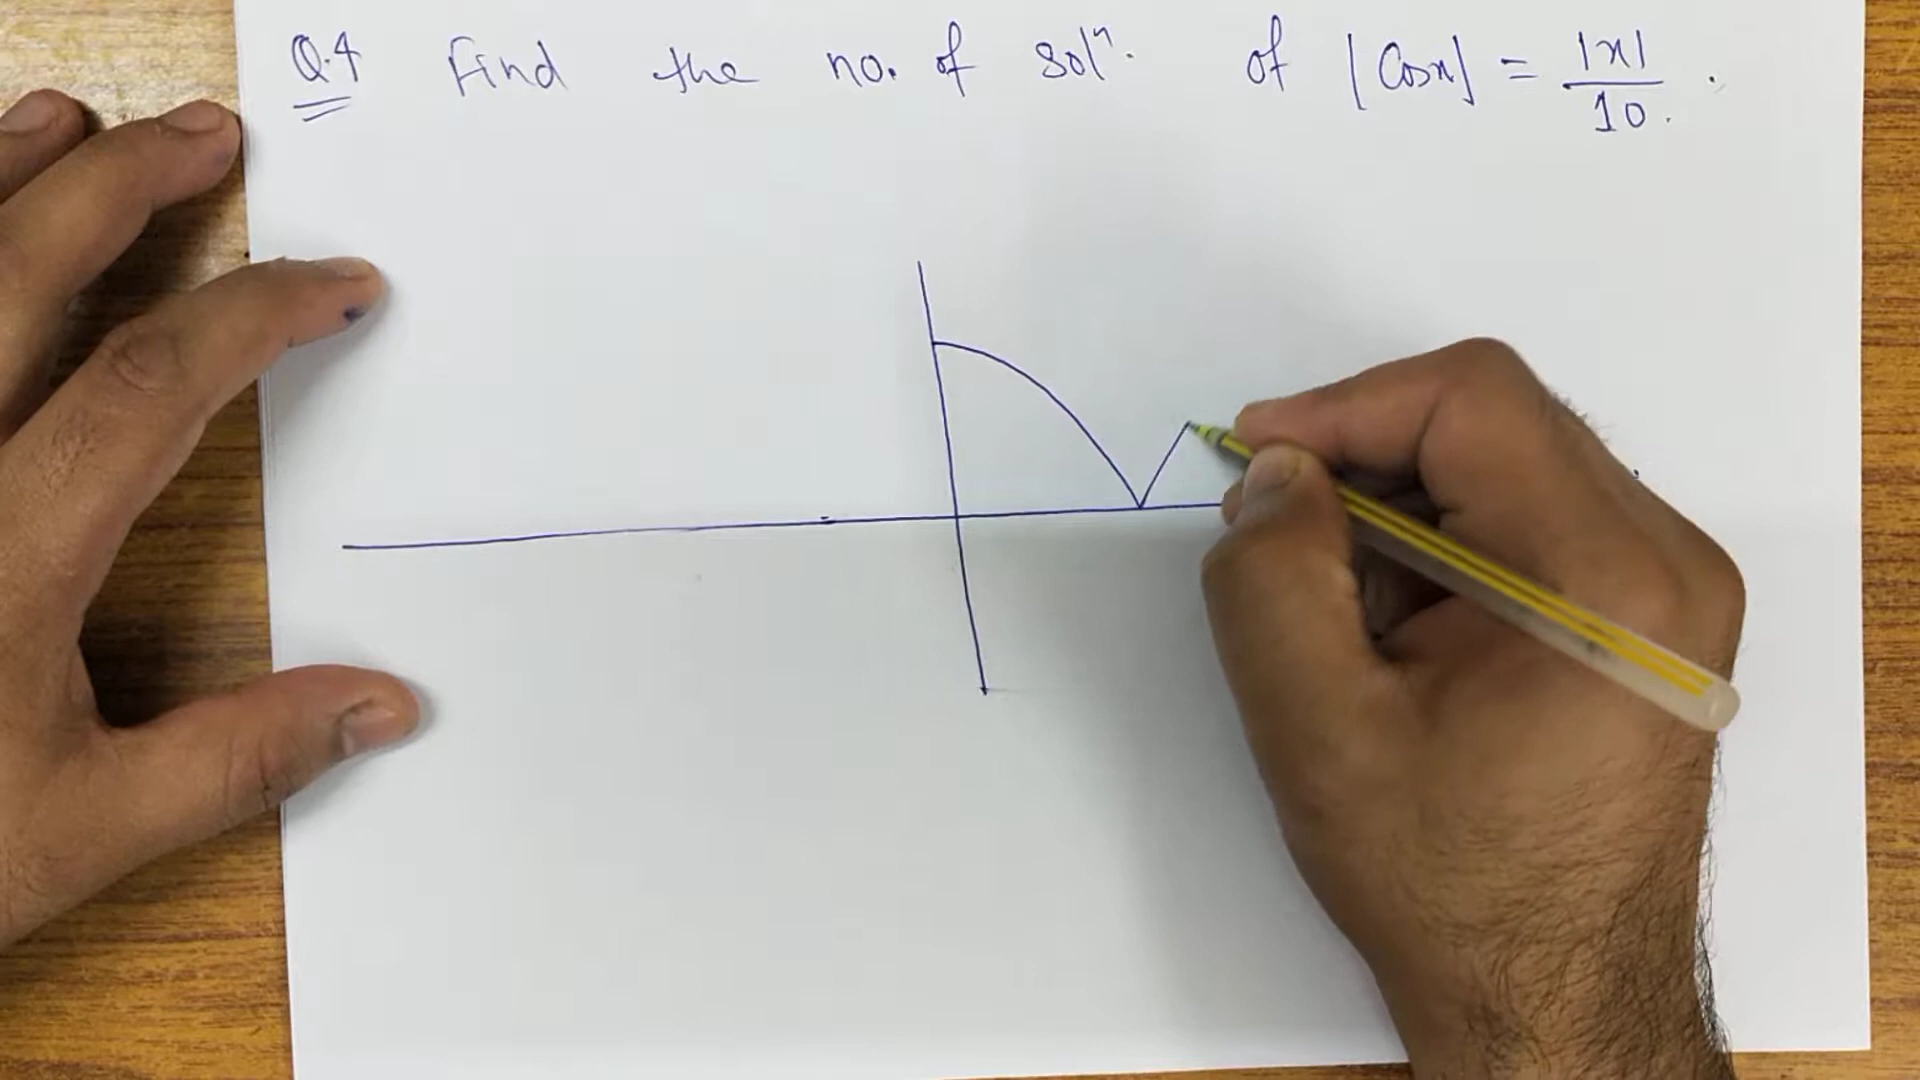 Q.4 Find the no. of solⁿ. of |Cosx| = |x|/10.